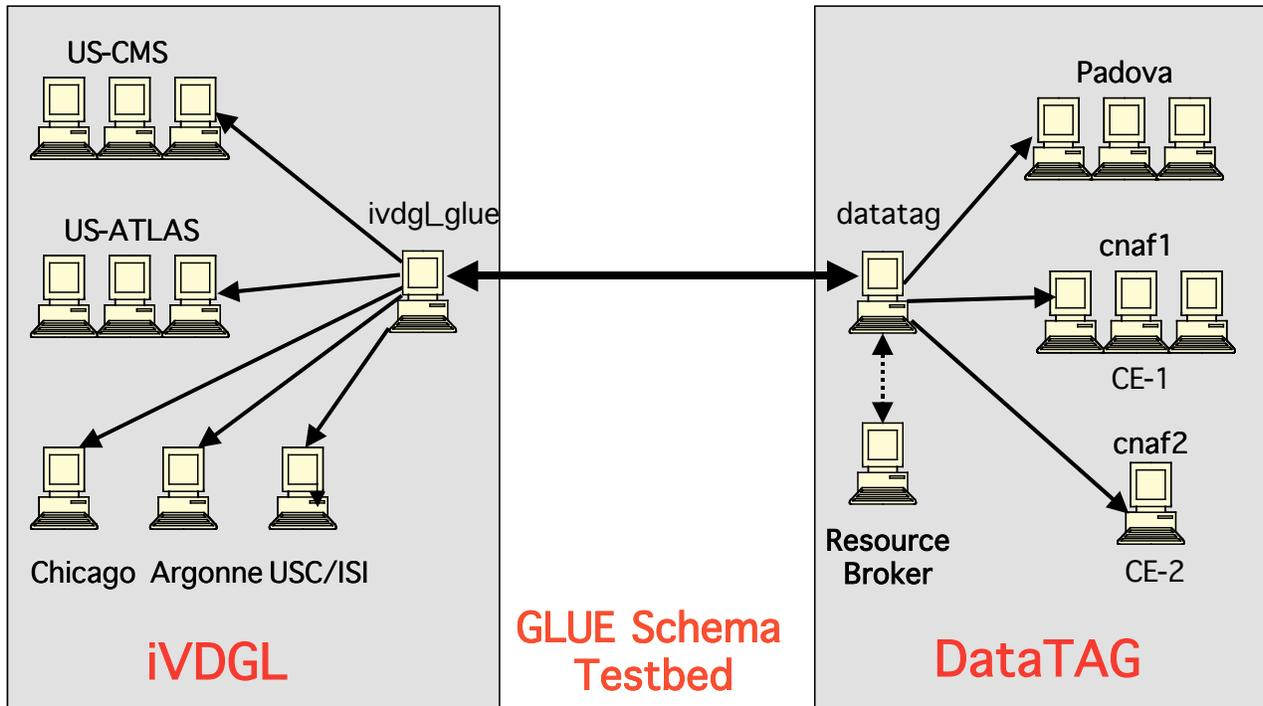 US-CMS
US-ATLAS
ivdgl_glue
Chicago Argonne USC/ISI
iVDGL
GLUE Schema
Testbed
Padova
datatag
cnaf1
CE-1
cnaf2
CE-2
Resource
Broker
DataTAG